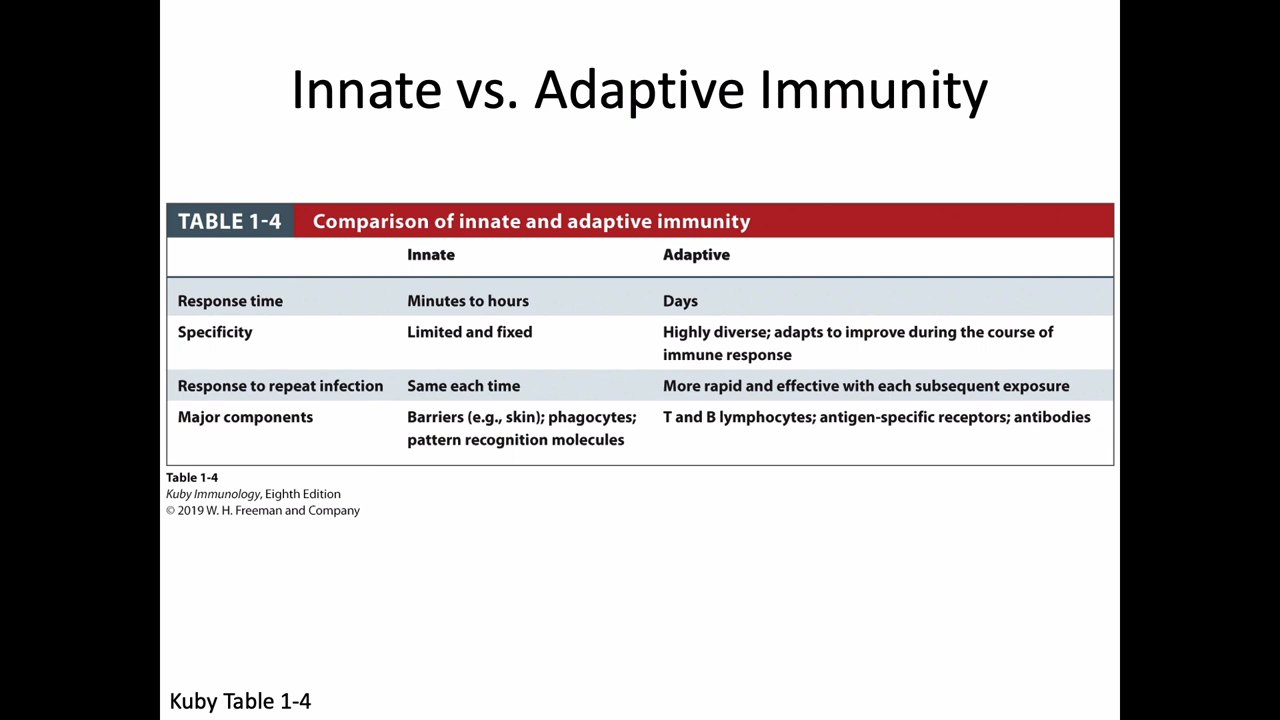 Innate vs. Adaptive Immunity
TABLE 1-4 Comparison of innate and adaptive immunity
Innate Adaptive
Response time Minutes to hours Days
Specificity Limited and fixed Highly diverse; adapts to improve during the course of
immune response
Response to repeat infection Same each time More rapid and effective with each subsequent exposure
Major components Barriers (e.g., skin); phagocytes; T and B lymphocytes; antigen-specific receptors; antibodies
pattern recognition molecules
Table 1-4
Kuby Immunology, Eighth Edition
© 2019 W. H. Freeman and Company
Kuby Table 1-4